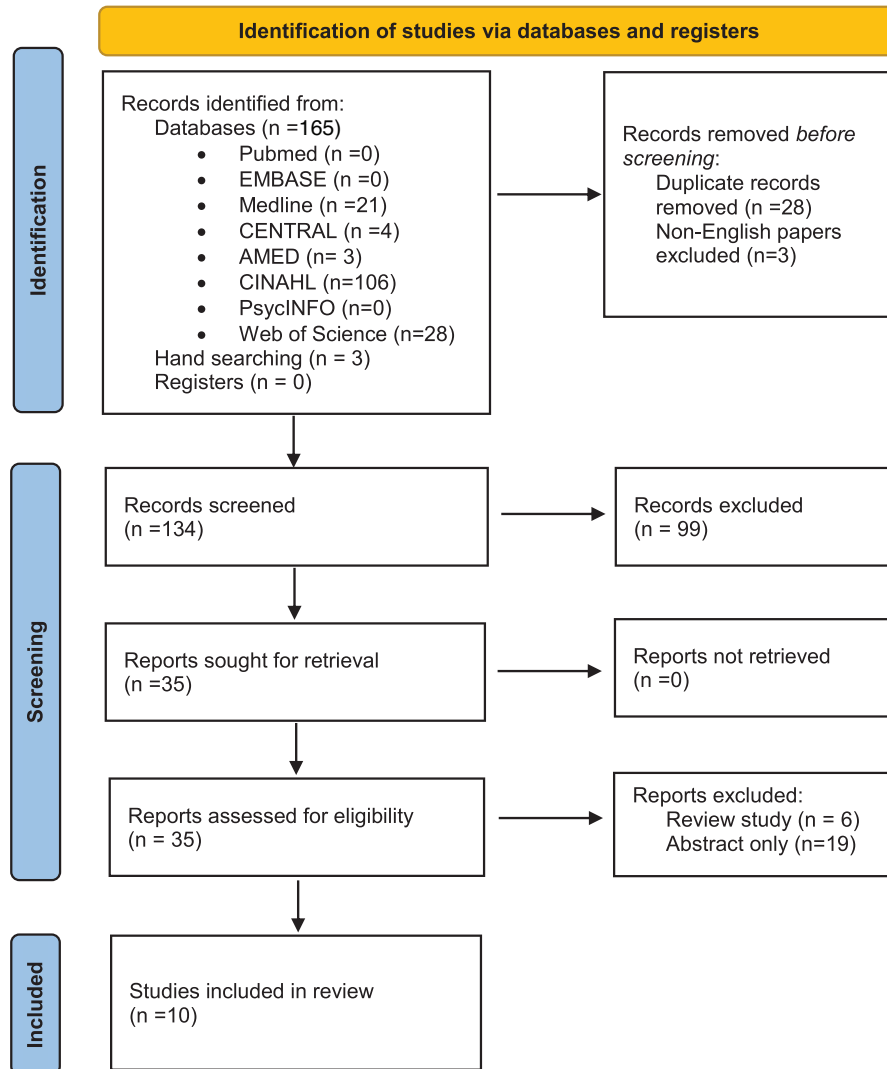 Identification of studies via databases and registers
Identification
Records identified from:
Databases (n =165)
• Pubmed (n =0)
• EMBASE (n =0)
• Medline (n =21)
• CENTRAL (n =4)
• AMED (n= 3)
• CINAHL (n=106)
• PsycINFO (n=0)
• Web of Science (n=28)
Hand searching (n = 3)
Registers (n = 0)
Records removed before
screening:
Duplicate records
removed (n =28)
Non-English papers
excluded (n=3)
Screening
Records screened
(n =134)
Records excluded
(n = 99)
Reports sought for retrieval
(n =35)
Reports not retrieved
(n =0)
Reports assessed for eligibility
(n = 35)
Reports excluded:
Review study (n = 6)
Abstract only (n=19)
Included
Studies included in review
(n =10)